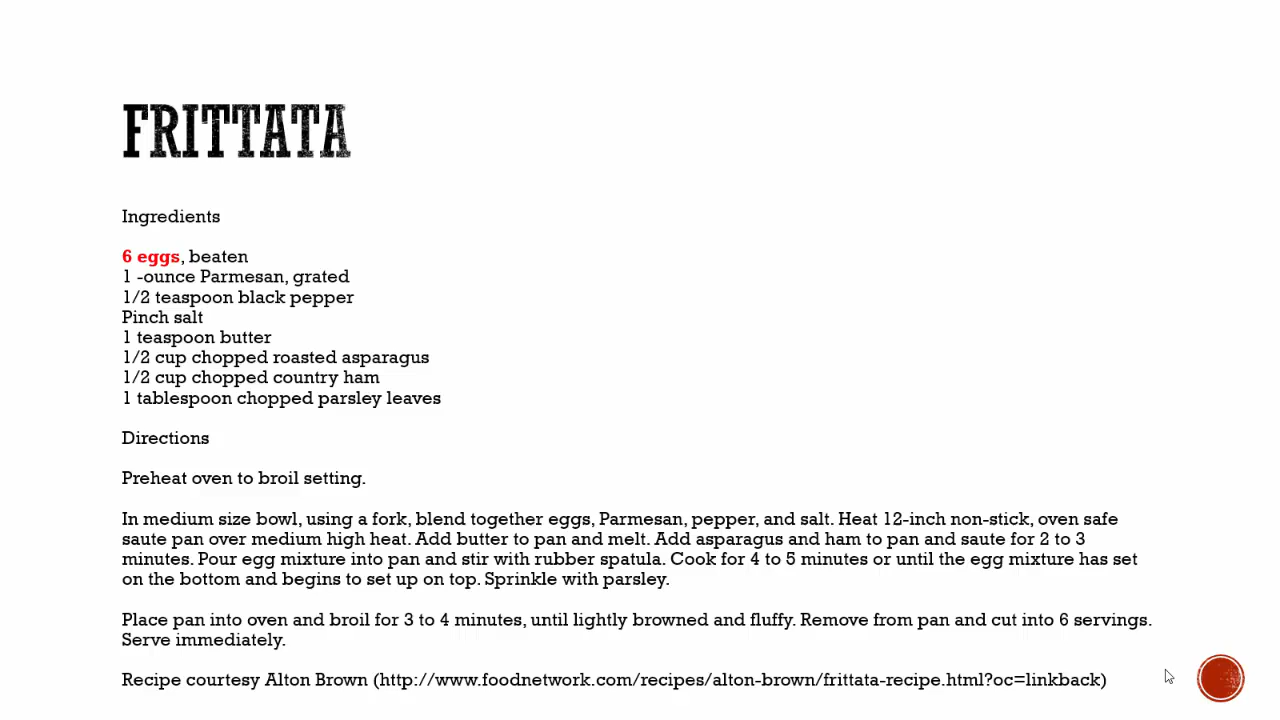 FRITTATA
Ingredients
6 eggs, beaten
1 -ounce Parmesan, grated
1/2 teaspoon black pepper
Pinch salt
1 teaspoon butter
1/2 cup chopped roasted asparagus
1/2 cup chopped country ham
1 tablespoon chopped parsley leaves
Directions
Preheat oven to broil setting.
In medium size bowl, using a fork, blend together eggs, Parmesan, pepper, and salt. Heat 12-inch non-stick, oven safe
saute pan over medium high heat. Add butter to pan and melt. Add asparagus and ham to pan and saute for 2 to 3
minutes. Pour egg mixture into pan and stir with rubber spatula. Cook for 4 to 5 minutes or until the egg mixture has set
on the bottom and begins to set up on top. Sprinkle with parsley.
Place pan into oven and broil for 3 to 4 minutes, until lightly browned and fluffy. Remove from pan and cut into 6 servings.
Serve immediately.
Recipe courtesy Alton Brown (http://www.foodnetwork.com/recipes/alton-brown/frittata-recipe.html?oc=linkback)